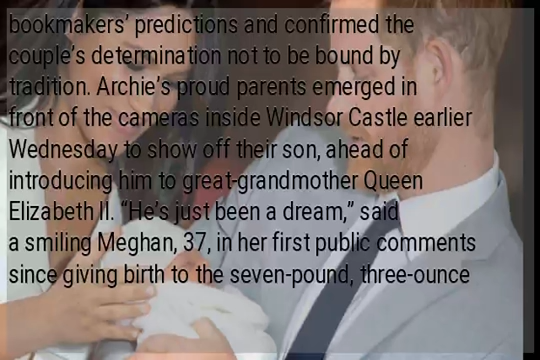 bookmakers’ predictions and confirmed the
couple’s determination not to be bound by
tradition. Archie’s proud parents emerged in
front of the cameras inside Windsor Castle earlier
Wednesday to show off their son, ahead of
introducing him to great-grandmother Queen
Elizabeth II. “He’s just been a dream,” said
a smiling Meghan, 37, in her first public comments
since giving birth to the seven-pound, three-ounce